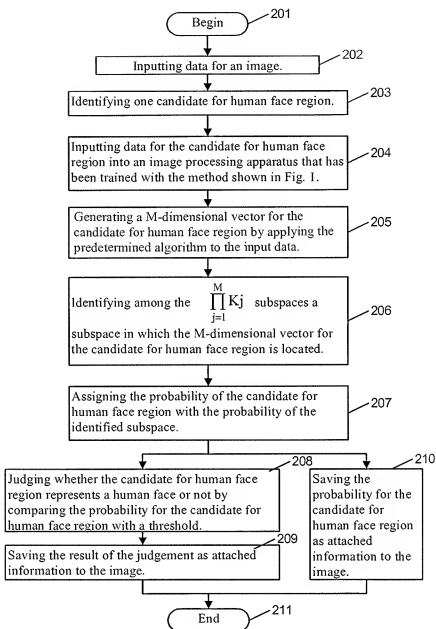 Begin
201
202
Inputting data for an image.
203
Identifying one candidate for human face region.
Inputting data for the candidate for human face
region into an image processing apparatus that has
been trained with the method shown in Fig. 1.
204
Generating a M-dimensional vector for the
candidate for human face region by applying the
predetermined algorithm to the input data.
205
M
Identifying among the ∏ Kj subspaces a
j=1
subspace in which the M-dimensional vector for
the candidate for human face region is located.
206
Assigning the probability of the candidate for
human face region with the probability of the
identified subspace.
207
208
Judging whether the candidate for human face
region represents a human face or not by
comparing the probability for the candidate for
human face region with a threshold.
209
Saving the result of the judgement as attached
information to the image.
210
Saving the
probability for the
candidate for
human face region
as attached
information to the
image.
End
211